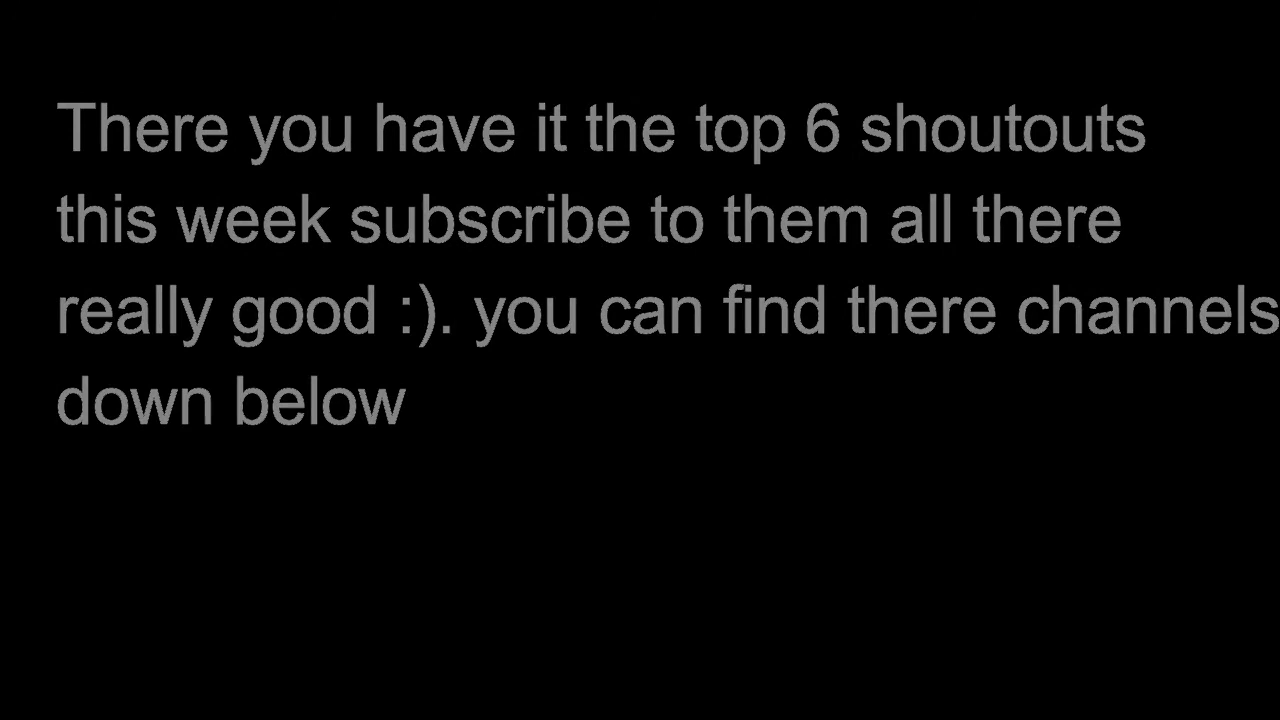 There you have it the top 6 shoutouts
this week subscribe to them all there
really good :). you can find there channels
down below